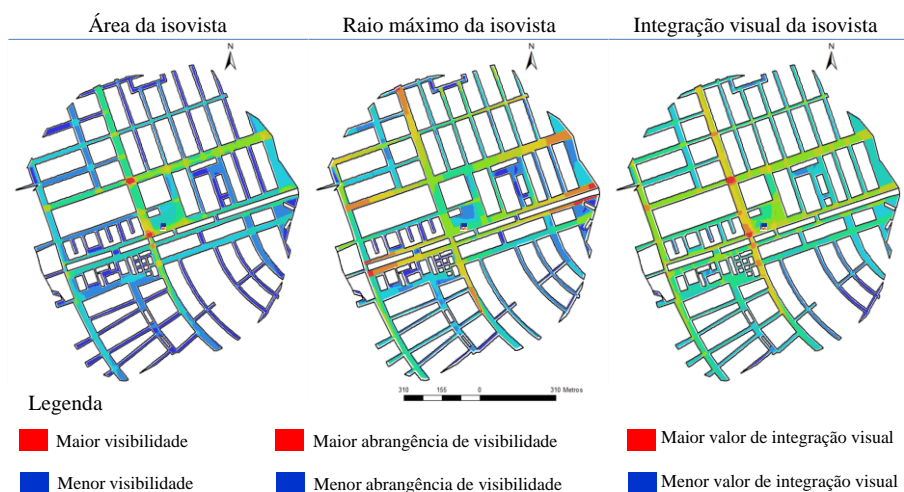 Área da isovista
Raio máximo da isovista
Integração visual da isovista
N
N
N
310 155 0 310 Metros
Legenda
Maior visibilidade
Maior abrangência de visibilidade
Maior valor de integração visual
Menor visibilidade
Menor abrangência de visibilidade
Menor valor de integração visual